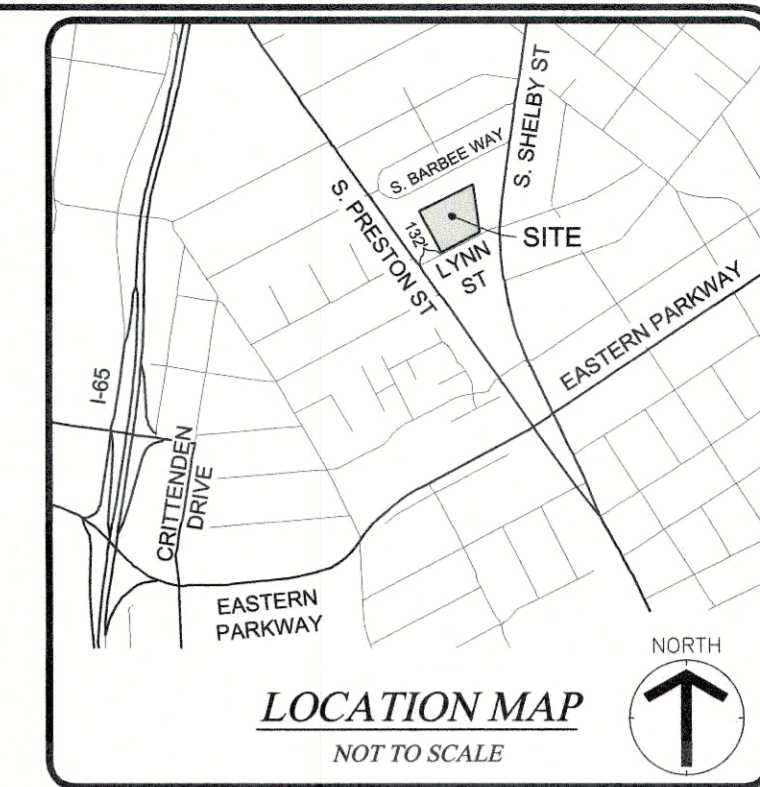 S. SHELBY ST
S. BARBEE WAY
SITE
132'
LYNN
ST
S. PRESTON ST
EASTERN PARKWAY
I-65
CRITTENDEN
DRIVE
EASTERN
PARKWAY
NORTH
LOCATION MAP
NOT TO SCALE